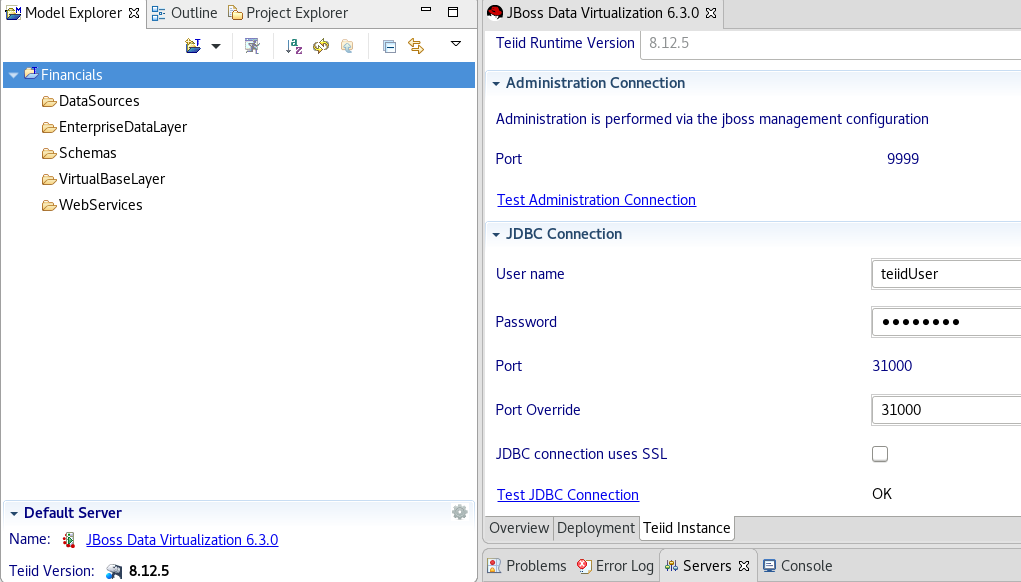 Model Explorer
Outline
Project Explorer
Financials
DataSources
EnterpriseDataLayer
Schemas
VirtualBaseLayer
WebServices
Default Server
Name: JBoss Data Virtualization 6.3.0
Teiid Version: 8.12.5
JBoss Data Virtualization 6.3.0
Teiid Runtime Version 8.12.5
Administration Connection
Administration is performed via the jboss management configuration
Port 9999
Test Administration Connection
JDBC Connection
User name teiidUser
Password ●●●●●●●●
Port 31000
Port Override 31000
JDBC connection uses SSL
Test JDBC Connection OK
Overview Deployment Teiid Instance
Problems Error Log Servers Console